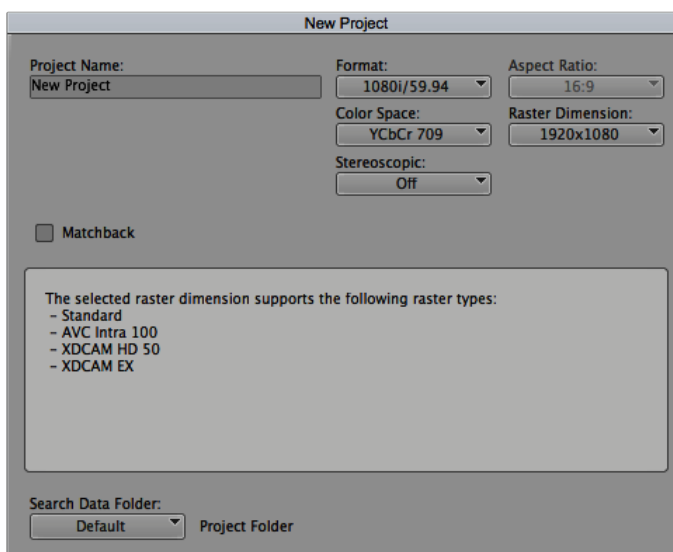 New Project
Project Name:
New Project
Format:
1080i/59.94
Aspect Ratio:
16:9
Color Space:
YCbCr 709
Raster Dimension:
1920x1080
Stereoscopic:
Off
Matchback
The selected raster dimension supports the following raster types:
– Standard
– AVC Intra 100
– XDCAM HD 50
– XDCAM EX
Search Data Folder:
Default
Project Folder